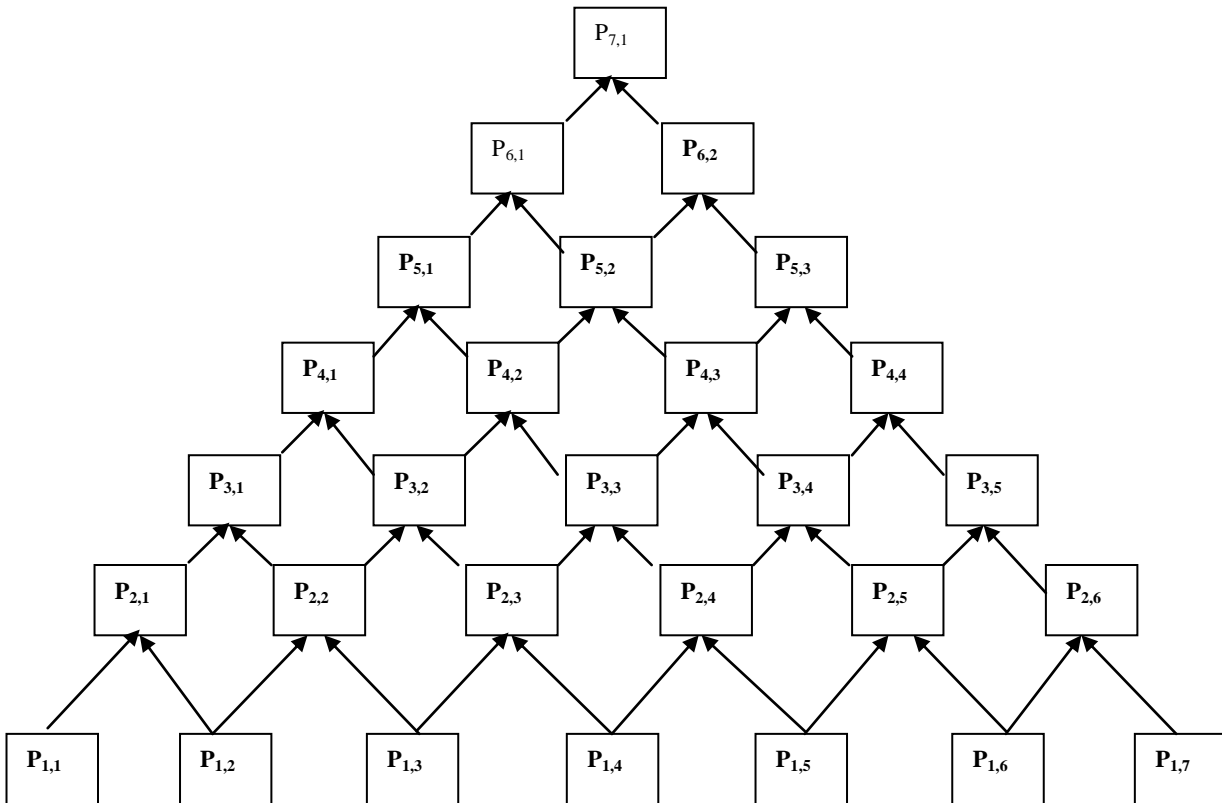 P7,1
P6,1 P6,2
P5,1 P5,2 P5,3
P4,1 P4,2 P4,3 P4,4
P3,1 P3,2 P3,3 P3,4 P3,5
P2,1 P2,2 P2,3 P2,4 P2,5 P2,6
P1,1 P1,2 P1,3 P1,4 P1,5 P1,6 P1,7